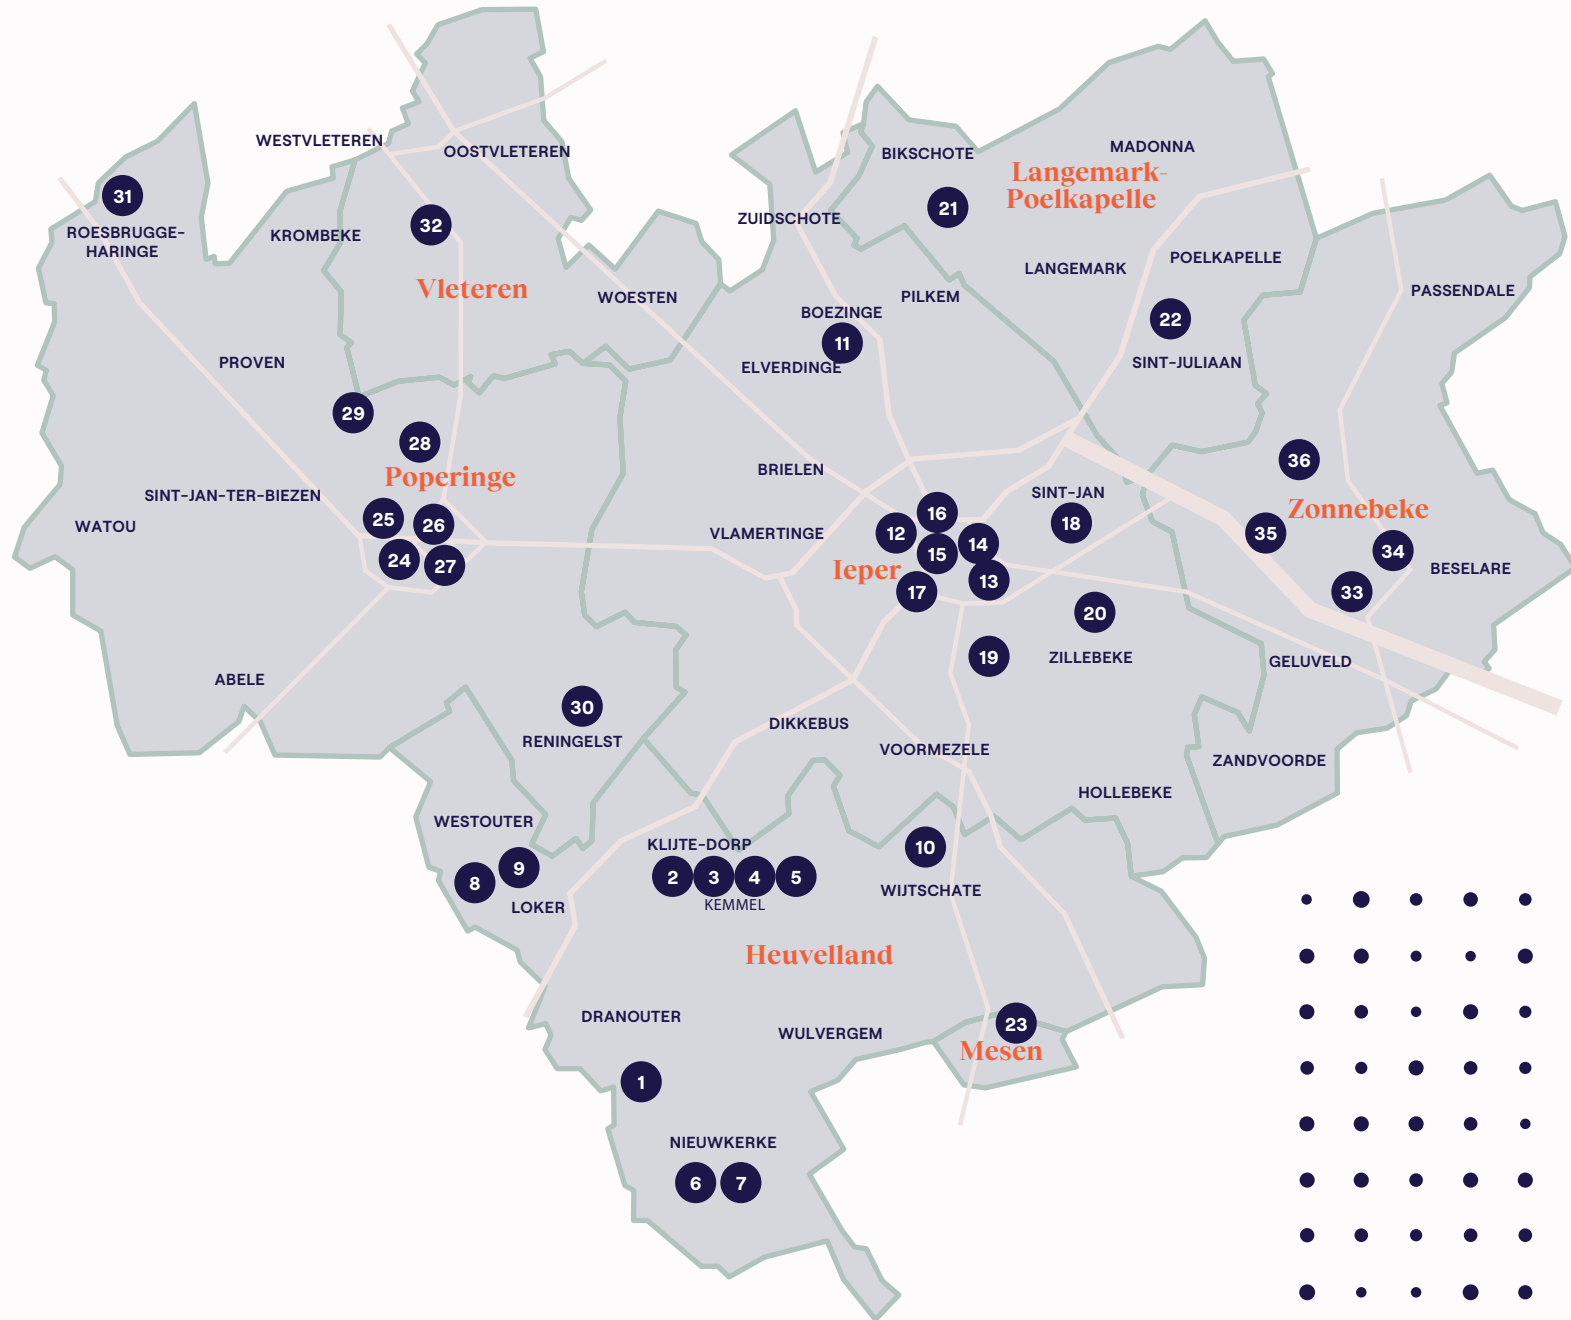 WESTVLETEREN
OOSTVLETEREN
BIKSCHOTE
MADONNA
Langemark-
Poelkapelle
31
21
ROESBRUGGE-
HARINGE
KROMBEKE
32
ZUIDSCHOTE
LANGEMARK
POELKAPELLE
Vleteren
WOESTEN
PILKEM
PASSENDALE
BOEZINGE
11
22
ELVERDINGE
SINT-JULIAAN
PROVEN
29
28
Poperinge
BRIELEN
36
SINT-JAN-TER-BIEZEN
SINT-JAN
Zonnebeke
WATOU
25
26
VLAMERTINGE
12
16
18
35
24
27
15
14
34
Ieper
13
BESELARE
17
33
20
19
ZILLEBEKE
GELUVELD
ABELE
30
RENINGELST
DIKKEBUS
VOORMEZELE
ZANDVOORDE
HOLLEBEKE
WESTOUTER
KLIJTE-DORP
10
8
9
2
3
4
5
WIJTSCHATE
LOKER
KEMMEL
Heuvelland
DRANOUTER
WULVERGEM
23
Mesen
1
NIEUWKERKE
6
7